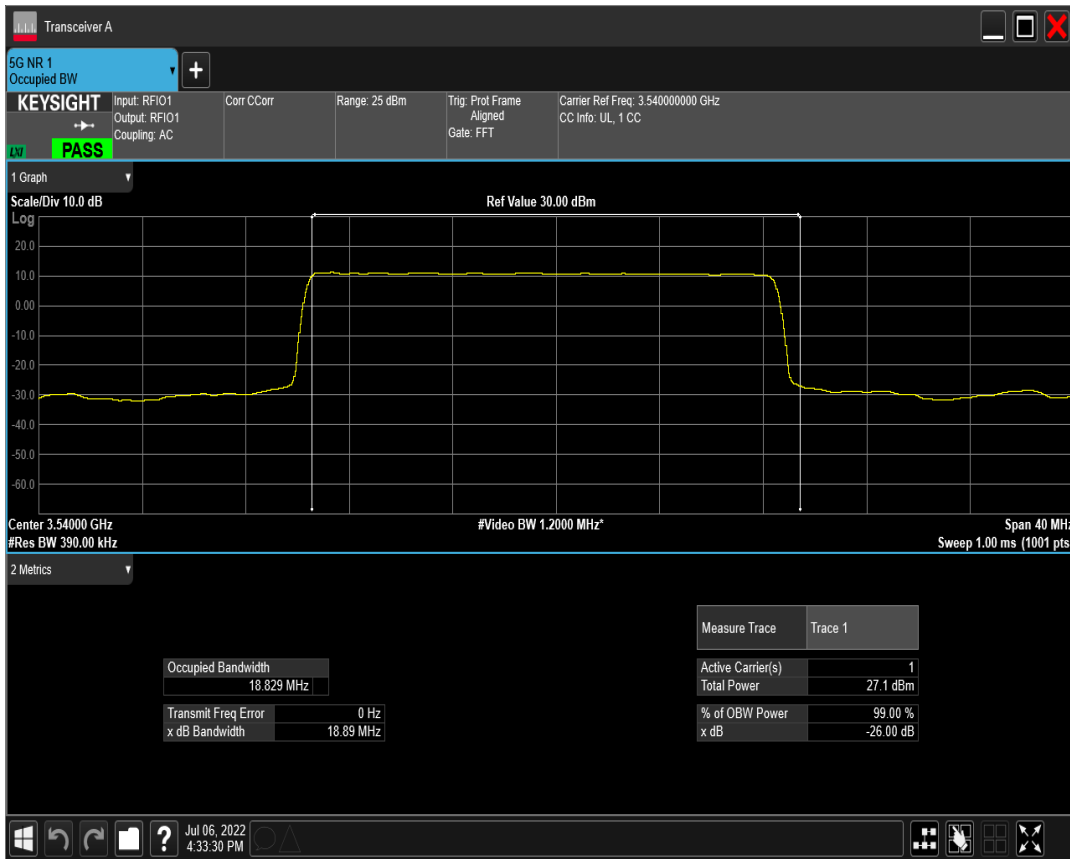 Transceiver A
5G NR 1
Occupied BW
KEYSIGHT
LXI
PASS
Input: RFIO1
Output: RFIO1
Coupling: AC
Corr CCorr
Range: 25 dBm
Trig: Prot Frame
Aligned
Gate: FFT
Carrier Ref Freq: 3.540000000 GHz
CC Info: UL, 1 CC
1 Graph
Scale/Div 10.0 dB
Ref Value 30.00 dBm
Log
20.0
10.0
0.00
-10.0
-20.0
-30.0
-40.0
-50.0
-60.0
Center 3.54000 GHz
#Video BW 1.2000 MHz*
Span 40 MHz
#Res BW 390.00 kHz
Sweep 1.00 ms (1001 pts
2 Metrics
Measure Trace Trace 1
Occupied Bandwidth
18.829 MHz
Active Carrier(s) 1
Total Power 27.1 dBm
Transmit Freq Error 0 Hz
x dB Bandwidth 18.89 MHz
% of OBW Power 99.00 %
x dB -26.00 dB
Jul 06, 2022
4:33:30 PM